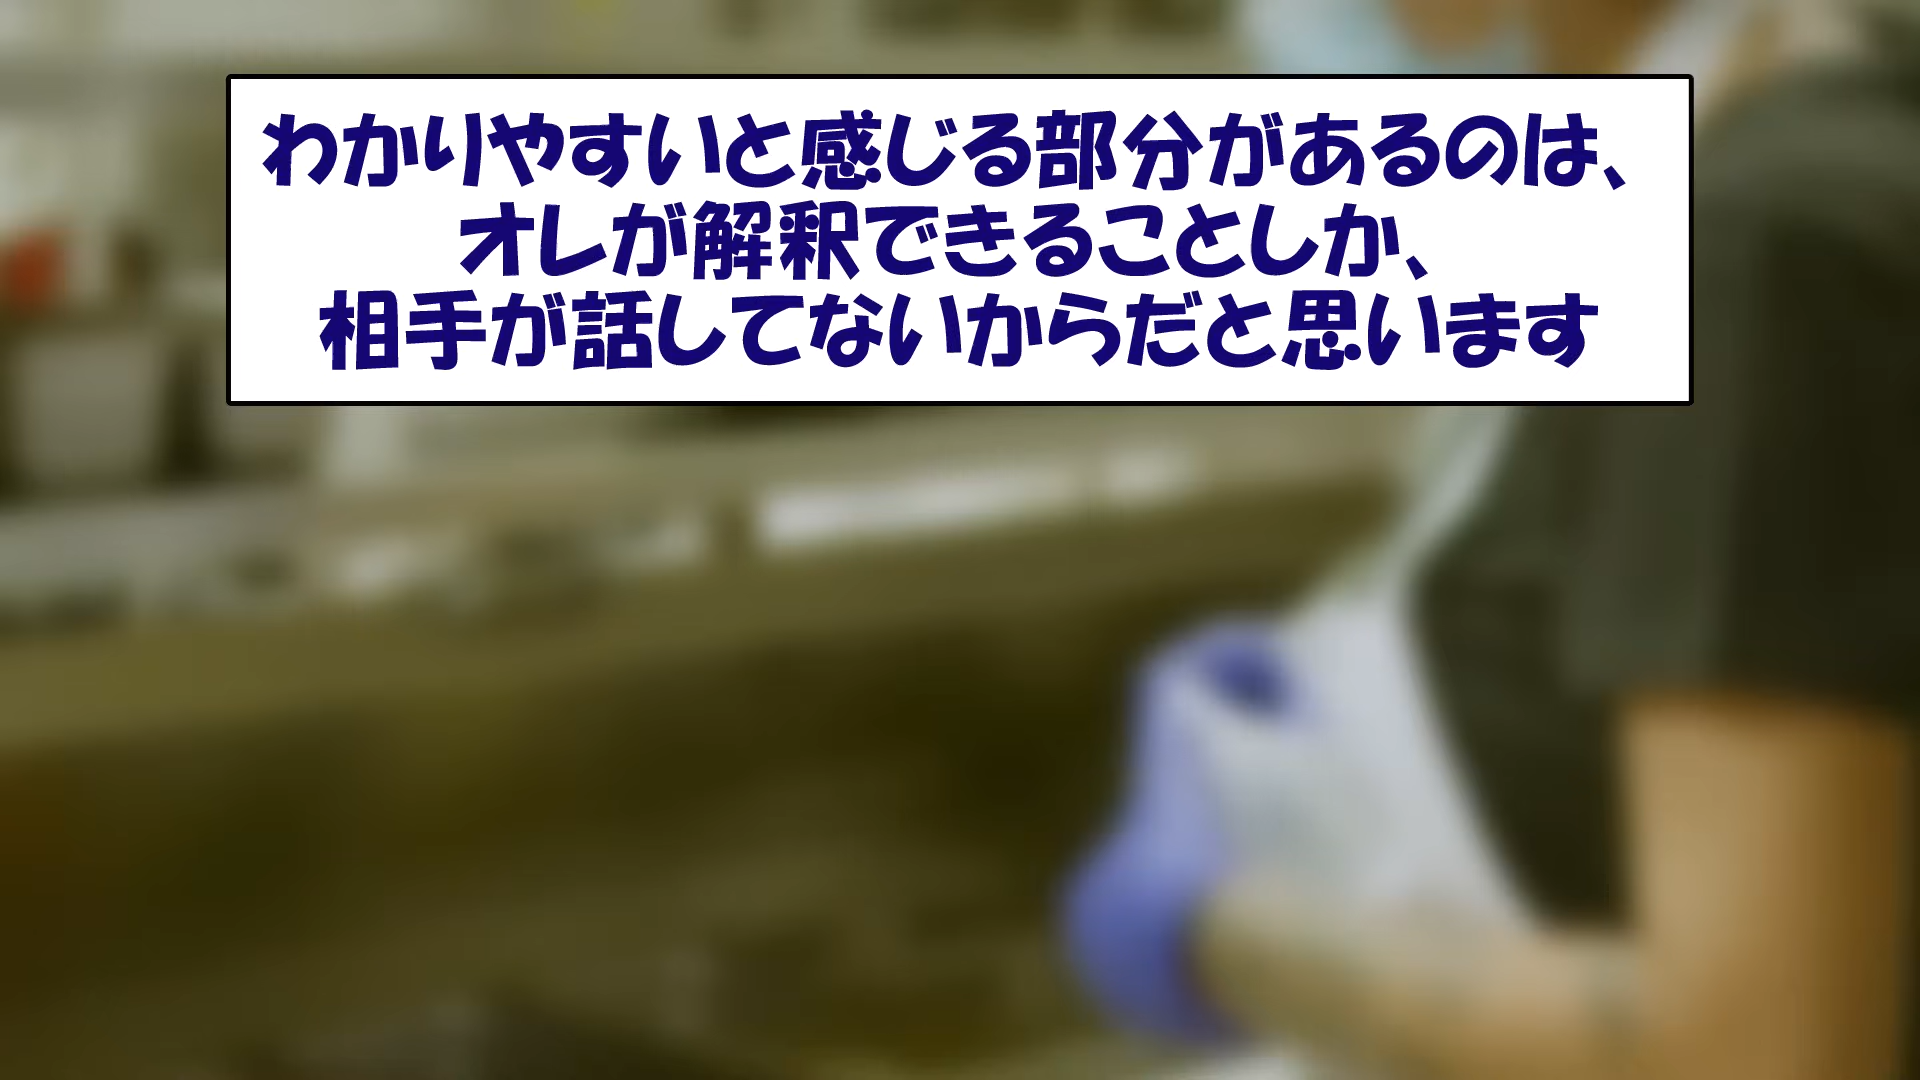 わかりやすいと感じる部分があるのは、
オレが解釈できることしか、
相手が話してないからだと思います